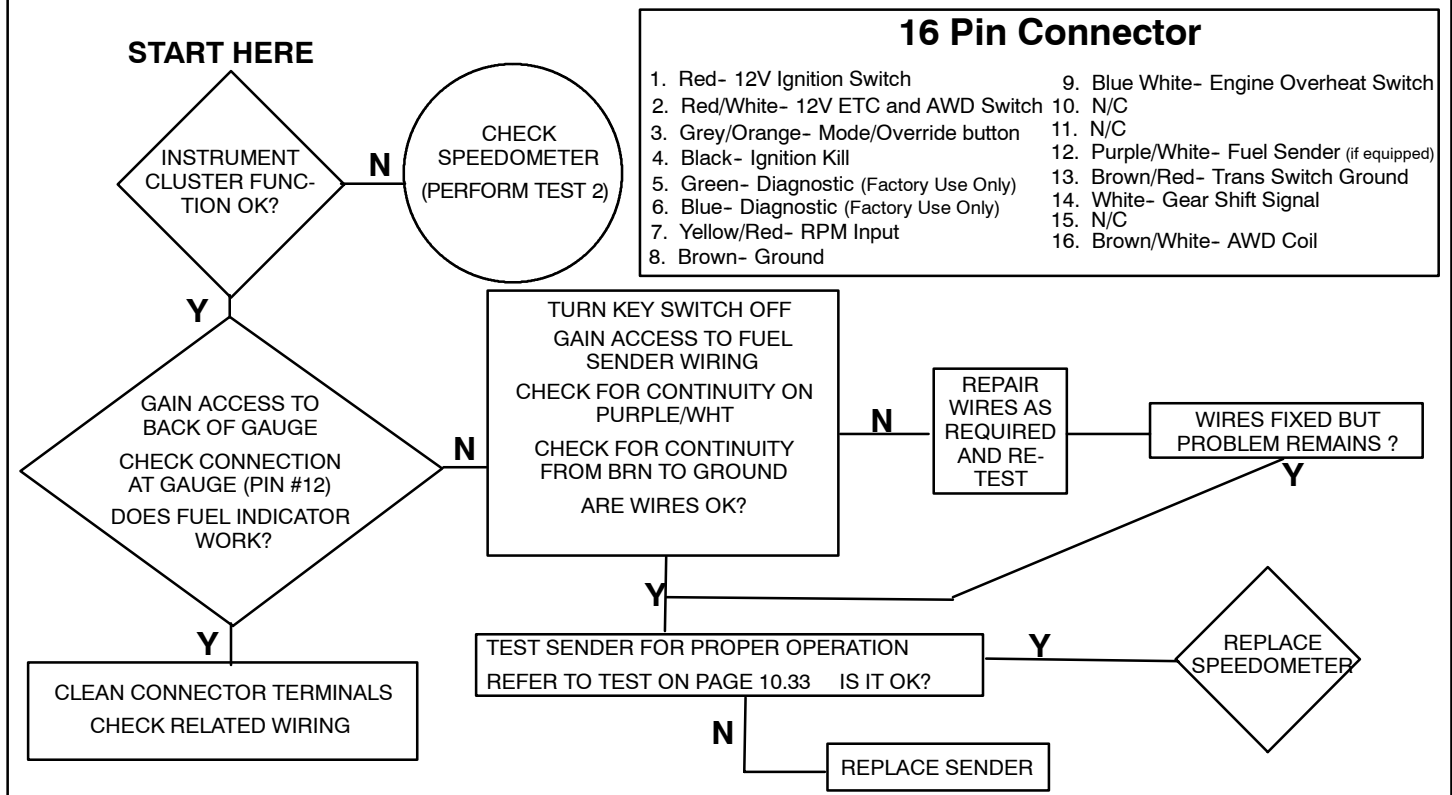 START HERE
INSTRUMENT
CLUSTER FUNC-
TION OK?
N
CHECK
SPEEDOMETER
(PERFORM TEST 2)
16 Pin Connector
1. Red- 12V Ignition Switch
2. Red/White- 12V ETC and AWD Switch
3. Grey/Orange- Mode/Override button
4. Black- Ignition Kill
5. Green- Diagnostic (Factory Use Only)
6. Blue- Diagnostic (Factory Use Only)
7. Yellow/Red- RPM Input
8. Brown- Ground
9. Blue White- Engine Overheat Switch
10. N/C
11. N/C
12. Purple/White- Fuel Sender (if equipped)
13. Brown/Red- Trans Switch Ground
14. White- Gear Shift Signal
15. N/C
16. Brown/White- AWD Coil
Y
GAIN ACCESS TO
BACK OF GAUGE
CHECK CONNECTION
AT GAUGE (PIN #12)
DOES FUEL INDICATOR
WORK?
N
TURN KEY SWITCH OFF
GAIN ACCESS TO FUEL
SENDER WIRING
CHECK FOR CONTINUITY ON
PURPLE/WHT
CHECK FOR CONTINUITY
FROM BRN TO GROUND
ARE WIRES OK?
N
REPAIR
WIRES AS
REQUIRED
AND RE-
TEST
WIRES FIXED BUT
PROBLEM REMAINS ?
Y
Y
Y
CLEAN CONNECTOR TERMINALS
CHECK RELATED WIRING
TEST SENDER FOR PROPER OPERATION
REFER TO TEST ON PAGE 10.33 IS IT OK?
Y
REPLACE
SPEEDOMETER
N
REPLACE SENDER